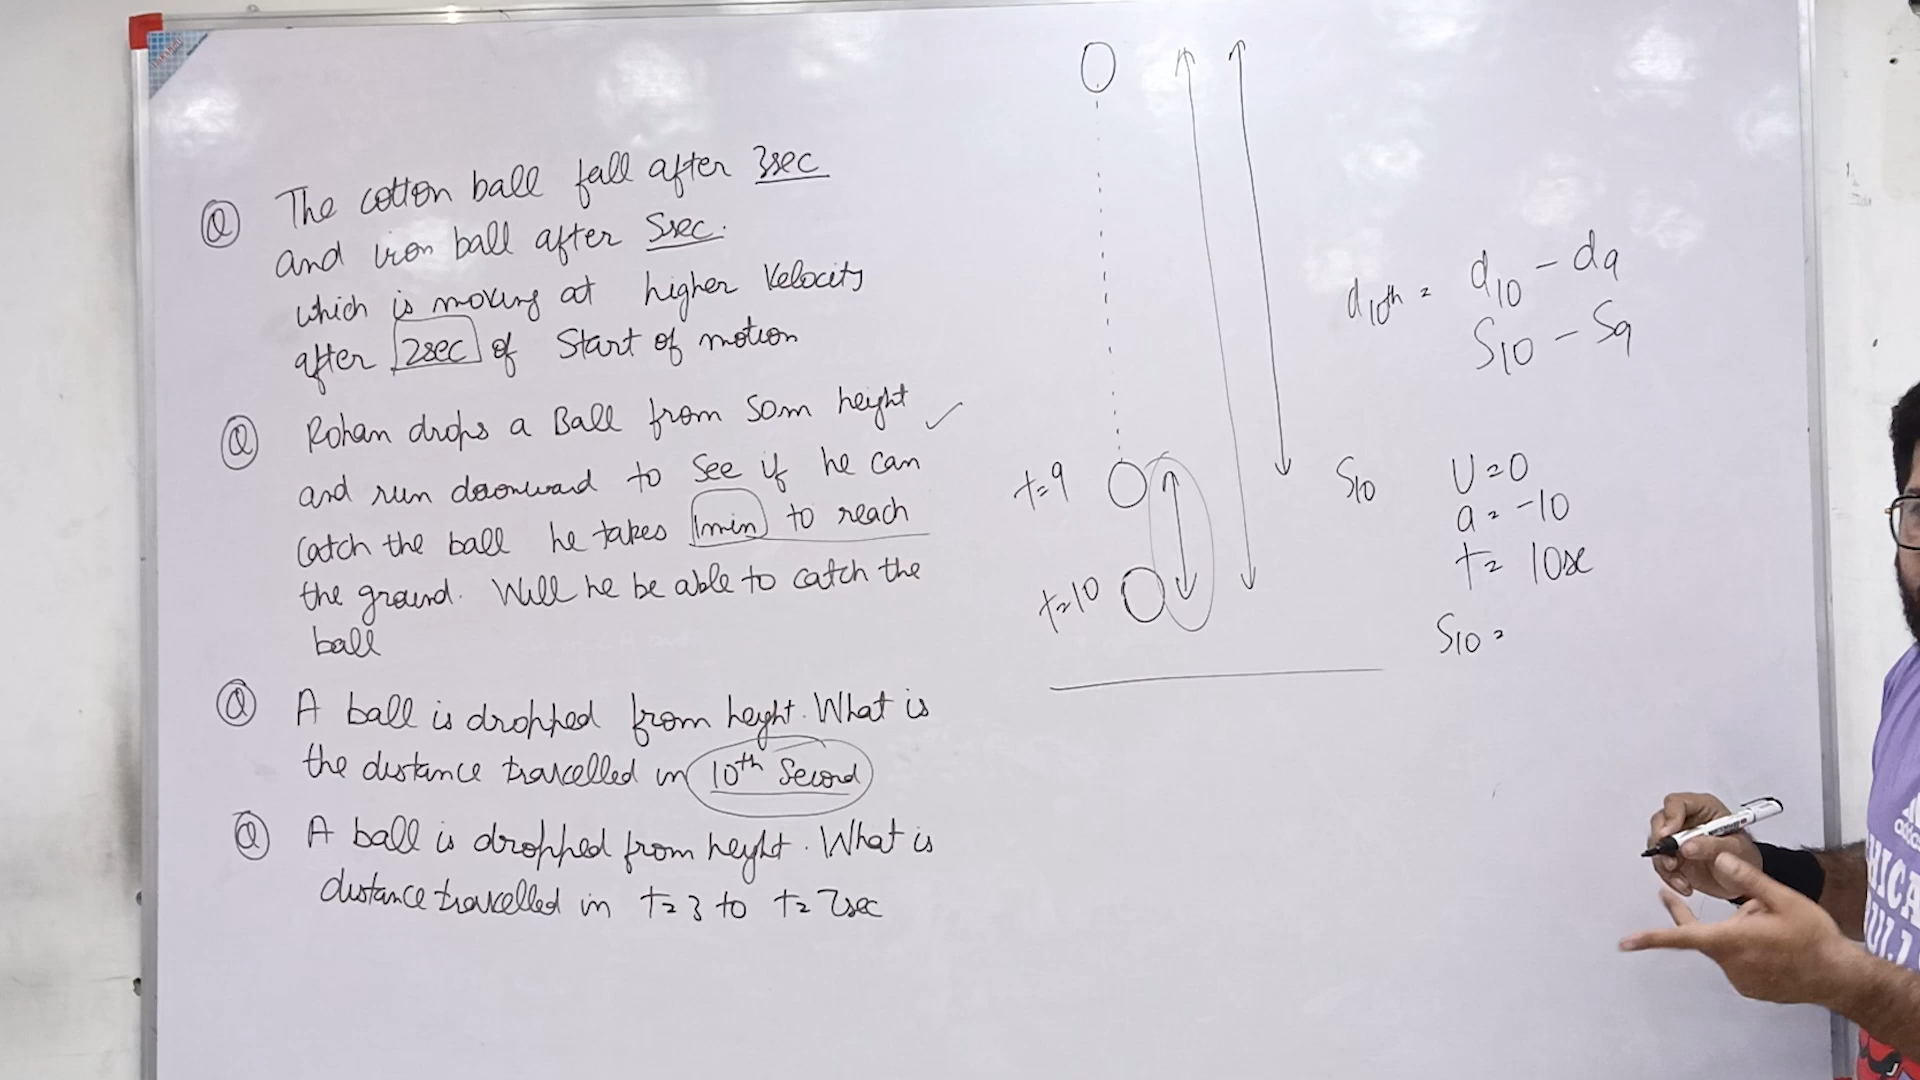 Q The cotton ball fall after 3sec
and iron ball after 5sec.
which is moving at higher Velocity
after 2sec of Start of motion
Q Rohan drops a Ball from 50m height
and run downward to see if he can
catch the ball he takes 1min to reach
the ground. Will he be able to catch the
ball
Q A ball is dropped from height. What is
the distance travelled in 10th Second
Q A ball is dropped from height. What is
distance travelled in t=3 to t=7sec
t=9
t=10
d10th = d10 - d9
S10 - S9
S10
U=0
a=-10
t= 10sec
S10 =
adidas
CHICAGO
BULL